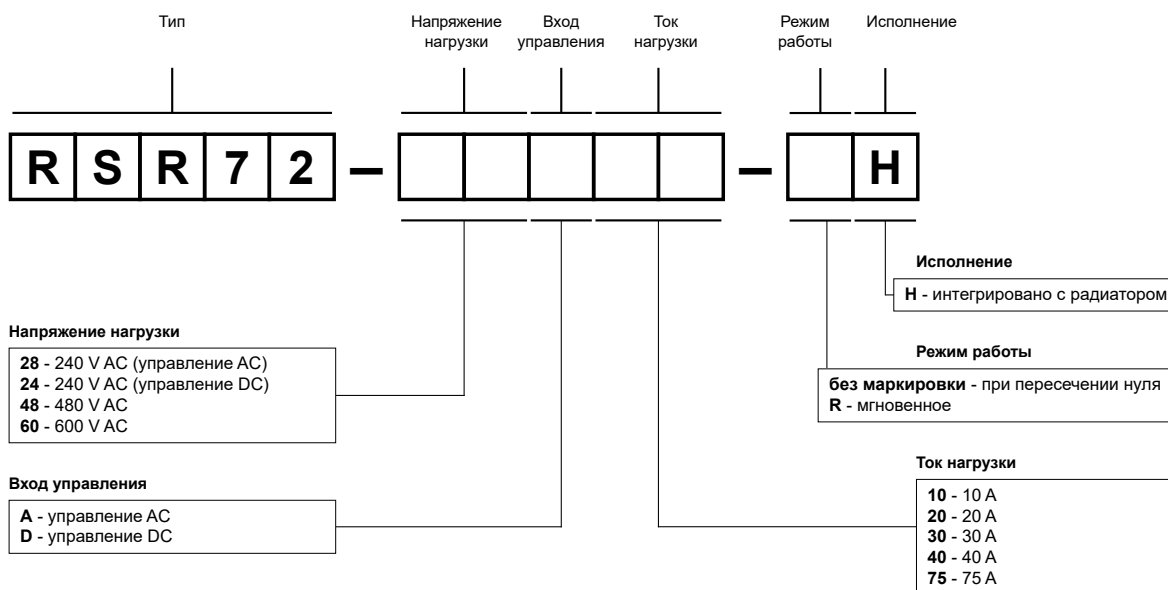 Тип
Напряжение
нагрузки
Вход
управления
Ток
нагрузки
Режим
работы
Исполнение
R S R 7 2 – – H
Исполнение
H - интегрировано с радиатором
Напряжение нагрузки
28 - 240 V AC (управление AC)
24 - 240 V AC (управление DC)
48 - 480 V AC
60 - 600 V AC
Режим работы
без маркировки - при пересечении нуля
R - мгновенное
Вход управления
A - управление AC
D - управление DC
Ток нагрузки
10 - 10 A
20 - 20 A
30 - 30 A
40 - 40 A
75 - 75 A